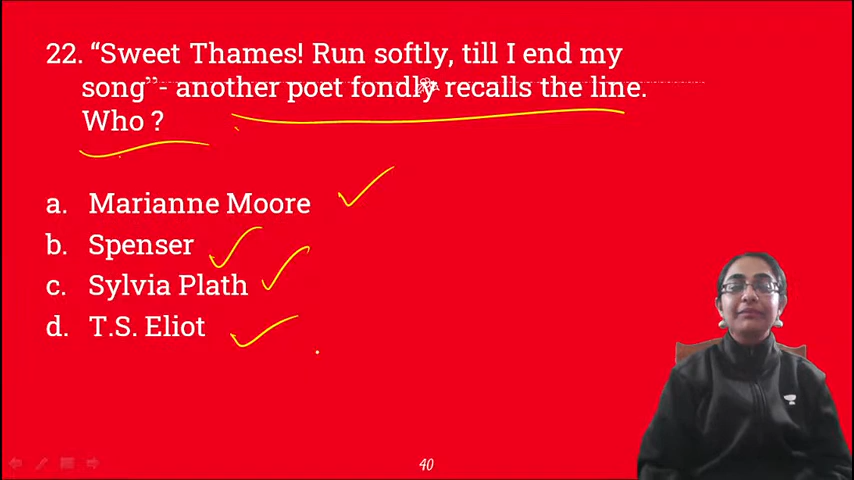 22. “Sweet Thames! Run softly, till I end my
song”- another poet fondly recalls the line.
Who ?
a. Marianne Moore
b. Spenser
c. Sylvia Plath
d. T.S. Eliot
40